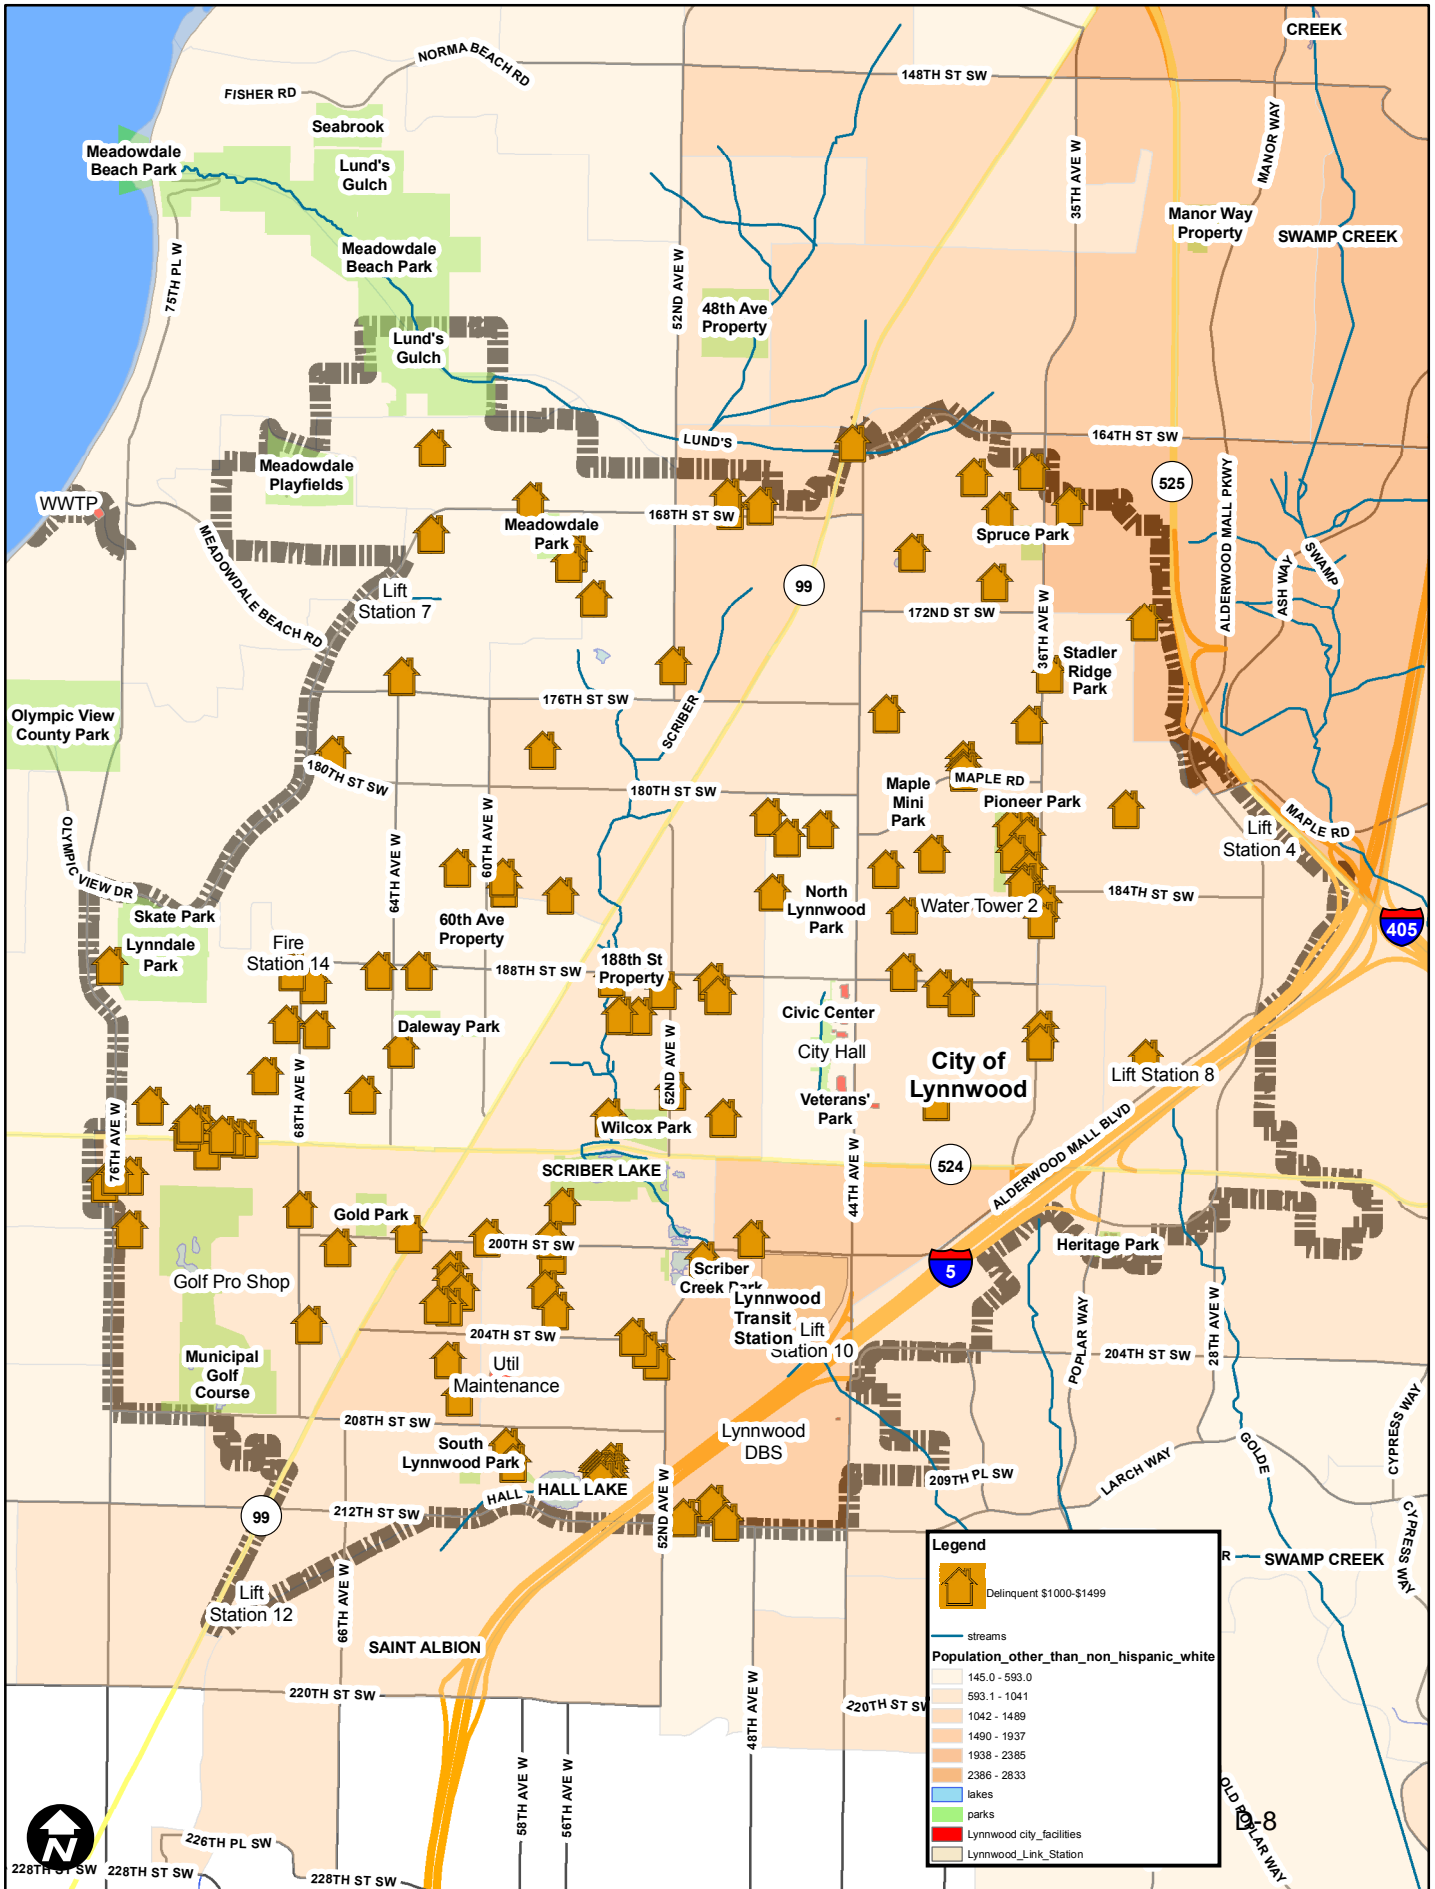 CREEK
NORMA BEACH RD
148TH ST SW
FISHER RD
Seabrook
Meadowdale
Beach Park
Lund's
Gulch
MANOR WAY
35TH AVE W
Manor Way
Property
SWAMP CREEK
75TH PL W
Meadowdale
Beach Park
52ND AVE W
48th Ave
Property
Lund's
Gulch
LUND'S
164TH ST SW
525
Meadowdale
Playfields
WWTP
168TH ST SW
Meadowdale
Park
Spruce Park
ALDERWOOD MALL PKWY
SWAMP
ASH WAY
MEADOWDALE BEACH RD
Lift
Station 7
99
172ND ST SW
36TH AVE W
Stadler
Ridge
Park
176TH ST SW
SCRIBER
Olympic View
County Park
180TH ST SW
180TH ST SW
MAPLE RD
Maple
Mini
Park
Pioneer Park
MAPLE RD
Lift
Station 4
OLYMPIC VIEW DR
64TH AVE W
60TH AVE W
184TH ST SW
North
Lynnwood
Park
Water Tower 2
405
Skate Park
Lynndale
Park
60th Ave
Property
Fire
Station 14
188TH ST SW
188th St
Property
Civic Center
City Hall
Daleway Park
City of
Lynnwood
Lift Station 8
52ND AVE W
68TH AVE W
76TH AVE W
Veterans'
Park
Wilcox Park
ALDERWOOD MALL BLVD
44TH AVE W
SCRIBER LAKE
524
Gold Park
200TH ST SW
Heritage Park
5
Golf Pro Shop
Scriber
Creek Park
Lynnwood
Transit
Station
Lift
Station 10
204TH ST SW
204TH ST SW
POPLAR WAY
28TH AVE W
Municipal
Golf
Course
Util
Maintenance
208TH ST SW
Lynnwood
DBS
South
Lynnwood Park
GOLDE
CYPRESS WAY
LARCH WAY
209TH PL SW
HALL
HALL LAKE
212TH ST SW
99
52ND AVE W
CYPRESS WAY
R
SWAMP CREEK
66TH AVE W
Lift
Station 12
SAINT ALBION
220TH ST SW
220TH ST SW
48TH AVE W
58TH AVE W
56TH AVE W
Legend
Delinquent $1000-$1499
streams
Population_other_than_non_hispanic_white
145.0 - 593.0
593.1 - 1041
1042 - 1489
1490 - 1937
1938 - 2385
2386 - 2833
lakes
parks
Lynnwood city_facilities
Lynnwood_Link_Station
OLD POPLAR WAY
D-8
N
226TH PL SW
228TH ST SW
228TH ST SW
228TH ST SW